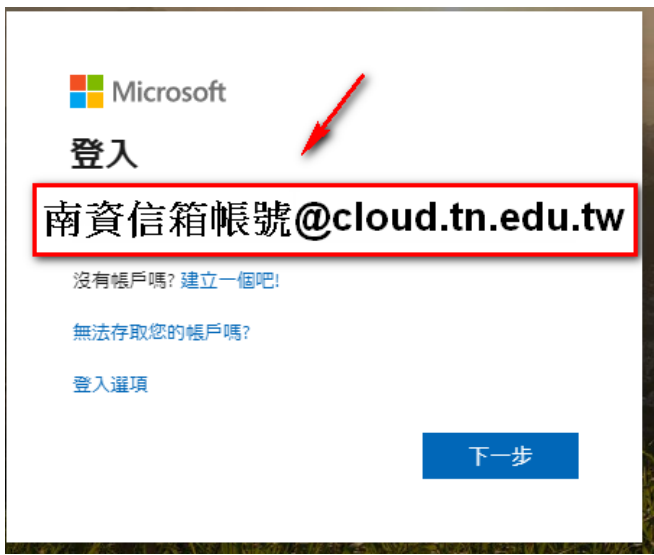 Microsoft
登入
南資信箱帳號@cloud.tn.edu.tw
沒有帳戶嗎? 建立一個吧!
無法存取您的帳戶嗎?
登入選項
下一步